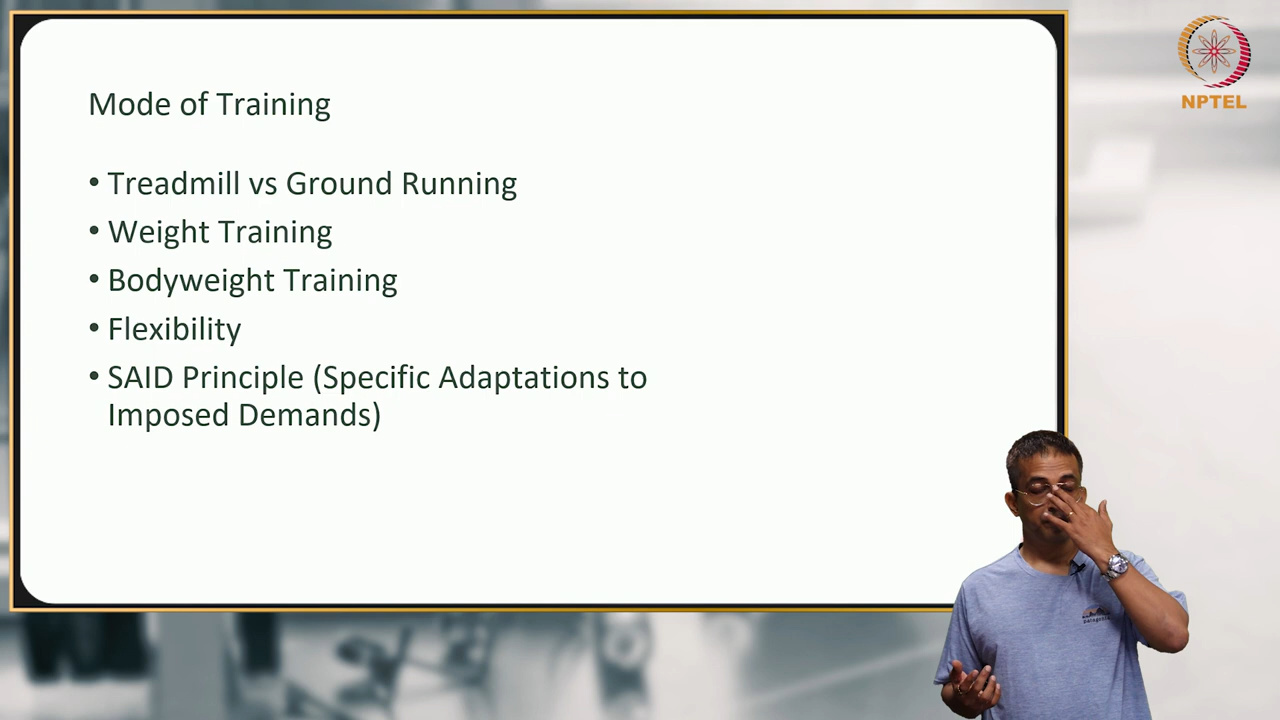 Mode of Training
• Treadmill vs Ground Running
• Weight Training
• Bodyweight Training
• Flexibility
• SAID Principle (Specific Adaptations to
Imposed Demands)
NPTEL